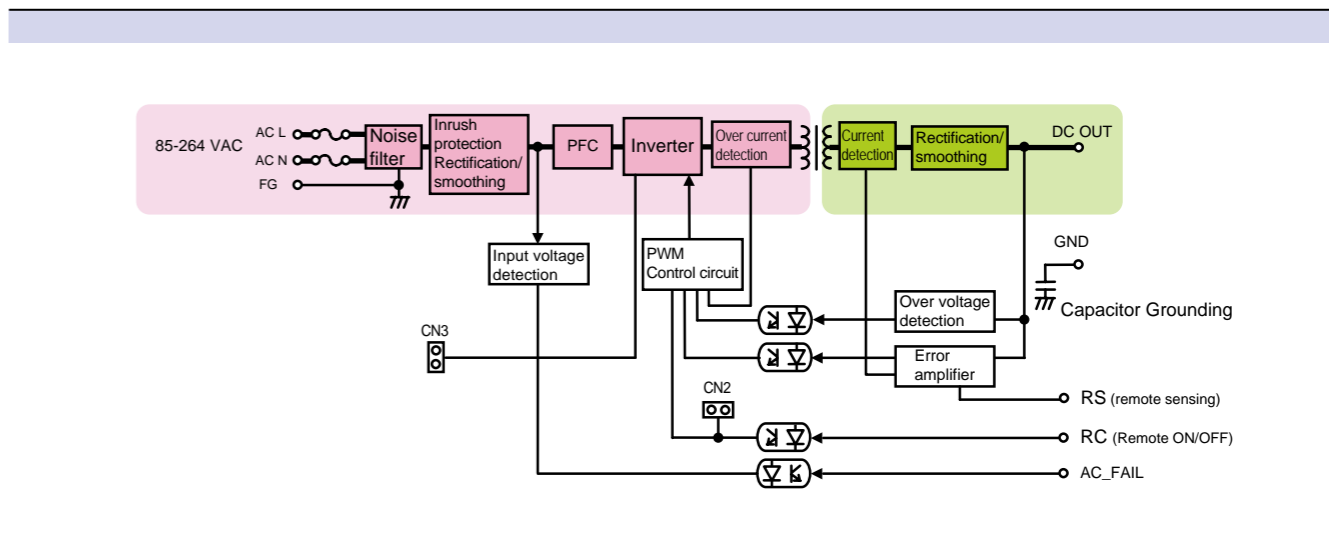 85-264 VAC
AC L
AC N
FG
Noise
filter
Inrush
protection
Rectification/
smoothing
PFC
Inverter
Over current
detection
Current
detection
Rectification/
smoothing
DC OUT
Input voltage
detection
PWM
Control circuit
GND
Capacitor Grounding
Over voltage
detection
Error
amplifier
CN3
CN2
RS (remote sensing)
RC (Remote ON/OFF)
AC_FAIL